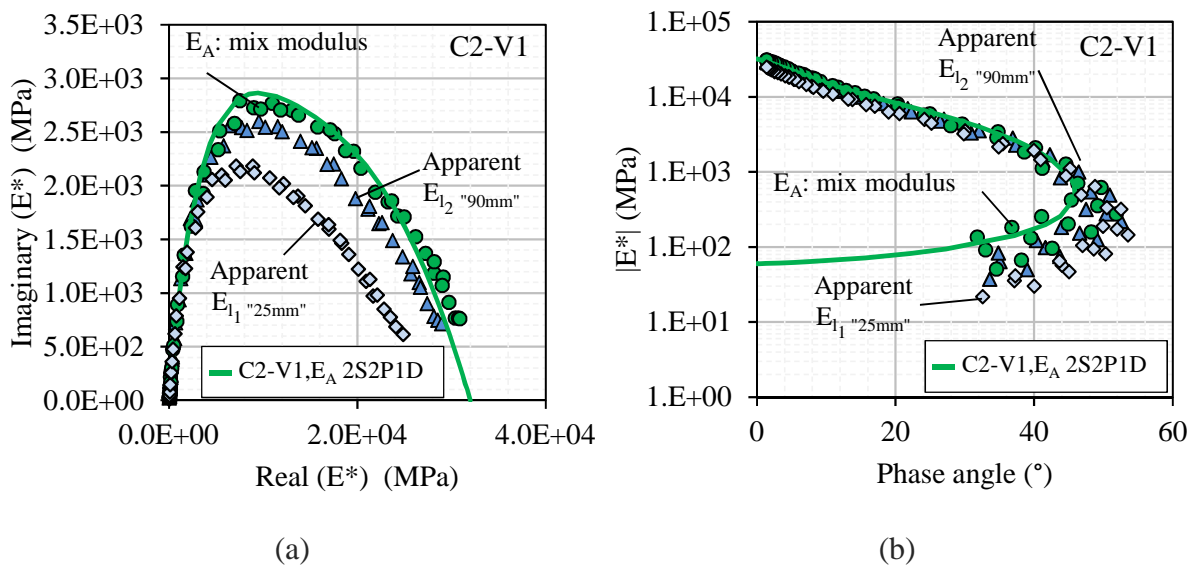 3.5E+03
3.0E+03
2.5E+03
2.0E+03
1.5E+03
1.0E+03
5.0E+02
0.0E+00
Imaginary (E*) (MPa)
E_A: mix modulus
C2-V1
Apparent
E_l2 "90mm"
Apparent
E_l1 "25mm"
C2-V1,E_A 2S2P1D
0.0E+00
2.0E+04
4.0E+04
Real (E*) (MPa)
(a)
1.E+05
1.E+04
1.E+03
1.E+02
1.E+01
1.E+00
|E*| (MPa)
Apparent
E_l2 "90mm"
C2-V1
E_A: mix modulus
Apparent
E_l1 "25mm"
C2-V1,E_A 2S2P1D
0
20
40
60
Phase angle (°)
(b)